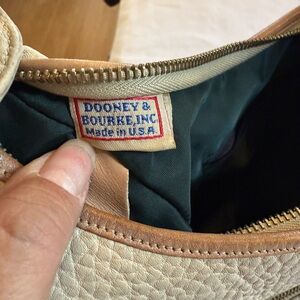 DOONEY &
BOURKE, INC.
Made in U.S.A.